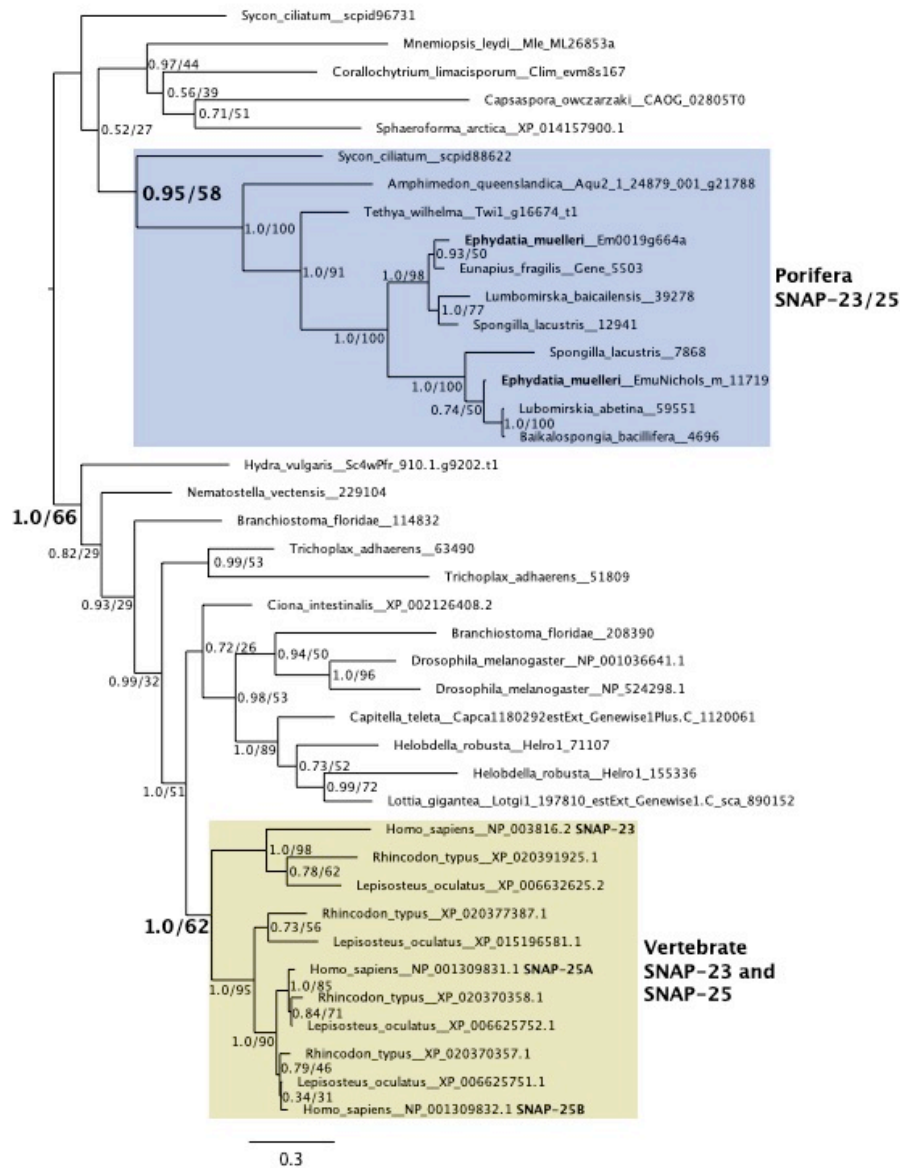 Sycon_ciliatum__scpid96731
Mnemiopsis_leydi__Mle_ML26853a
0.97/44
Corallochytrium_limacisporum__Clim_evm8s167
0.56/39
Capsaspora_owczarzaki__CAOG_02805T0
0.71/51
Sphaeroforma_arctica__XP_014157900.1
0.52/27
Sycon_ciliatum__scpid88622
0.95/58
Amphimedon_queenslandica__Aqu2_1_24879_001_g21788
Tethya_wilhelma__Twi1_g16674_t1
1.0/100
Ephydatia_muelleri__Em0019g664a
0.93/50
Eunapius_fragilis__Gene_5503
1.0/91
1.0/98
Lumbomirska_baicailensis__39278
1.0/77
Spongilla_lacustris__12941
1.0/100
Spongilla_lacustris__7868
Ephydatia_muelleri__EmuNichols_m_11719
1.0/100
0.74/50
Lubomirskia_abetina__59551
1.0/100
Baikalospongia_bacillifera__4696
Porifera
SNAP-23/25
Hydra_vulgaris__Sc4wPfr_910.1.g9202.t1
Nematostella_vectensis__229104
1.0/66
Branchiostoma_floridae__114832
0.82/29
Trichoplax_adhaerens__63490
0.99/53
Trichoplax_adhaerens__51809
0.93/29
Ciona_intestinalis__XP_002126408.2
Branchiostoma_floridae__208390
0.72/26
0.94/50
Drosophila_melanogaster__NP_001036641.1
1.0/96
0.99/32
Drosophila_melanogaster__NP_524298.1
0.98/53
Capitella_teleta__Capca1180292estExt_Genewise1Plus.C_1120061
Helobdella_robusta__Helro1_71107
1.0/89
0.73/52
Helobdella_robusta__Helro1_155336
0.99/72
1.0/51
Lottia_gigantea__Lotgi1_197810_estExt_Genewise1.C_sca_890152
Homo_sapiens__NP_003816.2 SNAP-23
1.0/98
Rhincodon_typus__XP_020391925.1
0.78/62
Lepisosteus_oculatus__XP_006632625.2
Rhincodon_typus__XP_020377387.1
1.0/62
0.73/56
Lepisosteus_oculatus__XP_015196581.1
Homo_sapiens__NP_001309831.1 SNAP-25A
1.0/95
1.0/85
Rhincodon_typus__XP_020370358.1
0.84/71
Lepisosteus_oculatus__XP_006625752.1
1.0/90
Rhincodon_typus__XP_020370357.1
0.79/46
Lepisosteus_oculatus__XP_006625751.1
0.34/31
Homo_sapiens__NP_001309832.1 SNAP-25B
Vertebrate
SNAP-23 and
SNAP-25
0.3